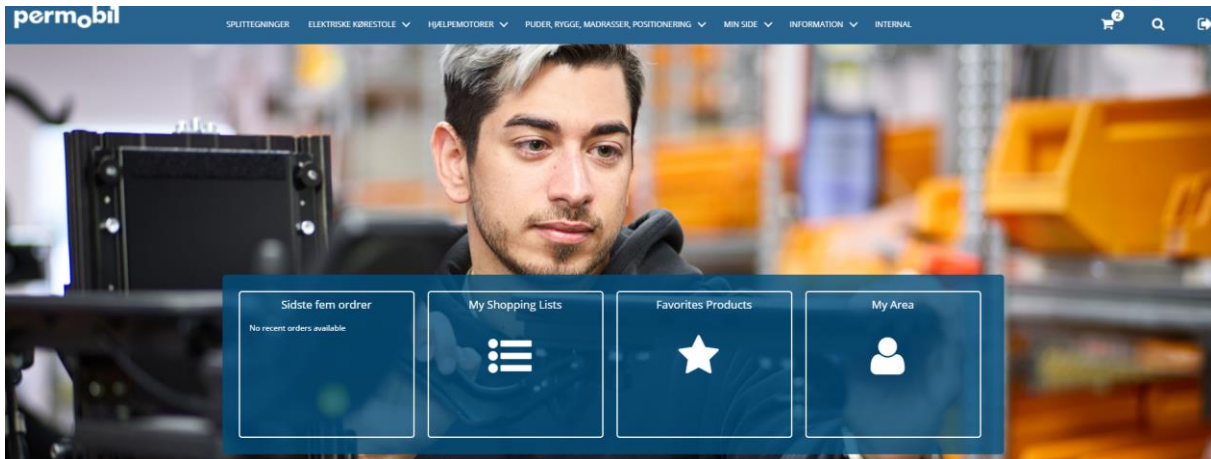 permobil
SPLITTEGNINGER ELEKTRISKE KØRESTOLE HJÆLPEMOTORER PUDER, RYGGE, MADRASSER, POSITIONERING MIN SIDE INFORMATION INTERNAL
2
Sidste fem ordrer
No recent orders available
My Shopping Lists
Favorites Products
My Area